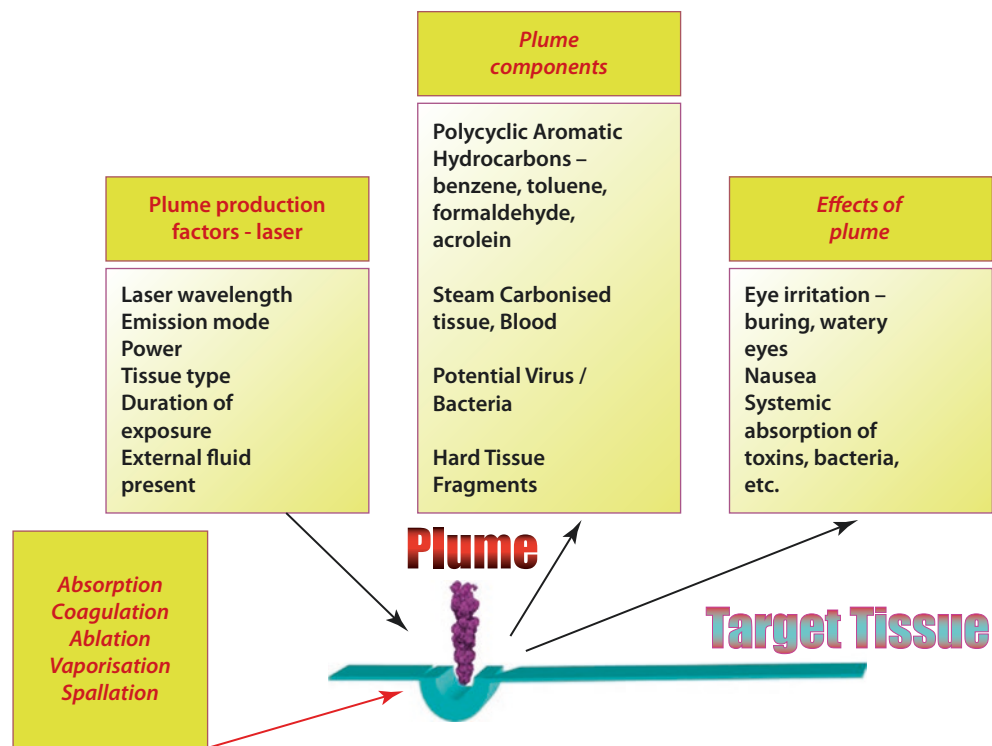 Plume
components
Polycyclic Aromatic
Hydrocarbons –
benzene, toluene,
formaldehyde,
acrolein
Steam Carbonised
tissue, Blood
Potential Virus /
Bacteria
Hard Tissue
Fragments
Plume production
factors - laser
Laser wavelength
Emission mode
Power
Tissue type
Duration of
exposure
External fluid
present
Effects of
plume
Eye irritation –
buring, watery
eyes
Nausea
Systemic
absorption of
toxins, bacteria,
etc.
Absorption
Coagulation
Ablation
Vaporisation
Spallation
Plume
Target Tissue